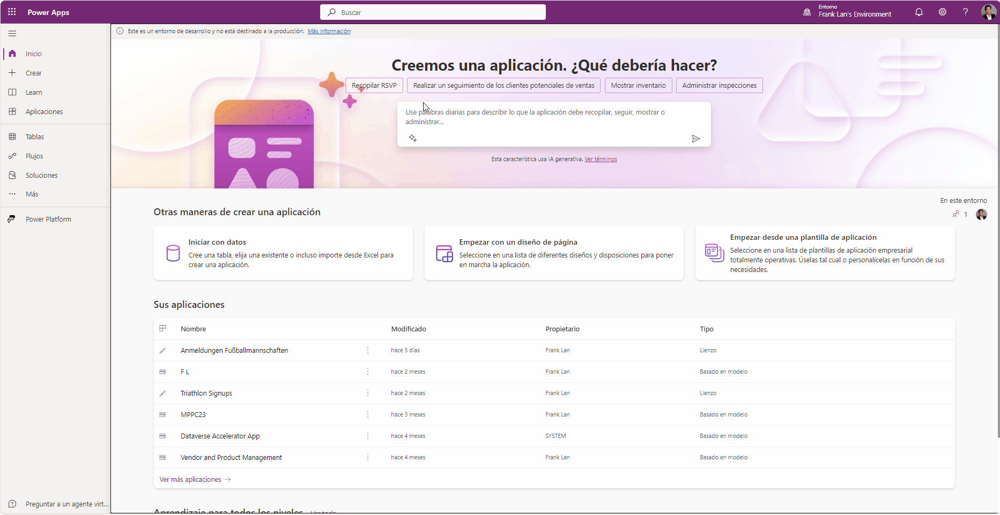 Power Apps
Buscar
Entorno
Frank Lan's Environment
Este es un entorno de desarrollo y no está destinado a la producción. Más información
Inicio
Crear
Learn
Aplicaciones
Tablas
Flujos
Soluciones
Más
Power Platform
Preguntar a un agente virt...
Creemos una aplicación. ¿Qué debería hacer?
Recopilar RSVP
Realizar un seguimiento de los clientes potenciales de ventas
Mostrar inventario
Administrar inspecciones
Use palabras diarias para describir lo que la aplicación debe recopilar, seguir, mostrar o
administrar...
Esta característica usa IA generativa. Ver términos
En este entorno
1
Otras maneras de crear una aplicación
Iniciar con datos
Cree una tabla, elija una existente o incluso importe desde Excel para
crear una aplicación.
Empezar con un diseño de página
Seleccione en una lista de diferentes diseños y disposiciones para poner
en marcha la aplicación.
Empezar desde una plantilla de aplicación
Seleccione en una lista de plantillas de aplicación empresarial
totalmente operativas. Úselas tal cual o personalícelas en función de sus
necesidades.
Sus aplicaciones
Nombre Modificado Propietario Tipo
Anmeldungen Fußballmannschaften hace 5 días Frank Lan Lienzo
F L hace 2 meses Frank Lan Basado en modelo
Triathlon Signups hace 2 meses Frank Lan Lienzo
MPPC23 hace 3 meses Frank Lan Basado en modelo
Dataverse Accelerator App hace 4 meses SYSTEM Basado en modelo
Vendor and Product Management hace 4 meses Frank Lan Basado en modelo
Ver más aplicaciones
Aprendizaje para todos los niveles Ver todo